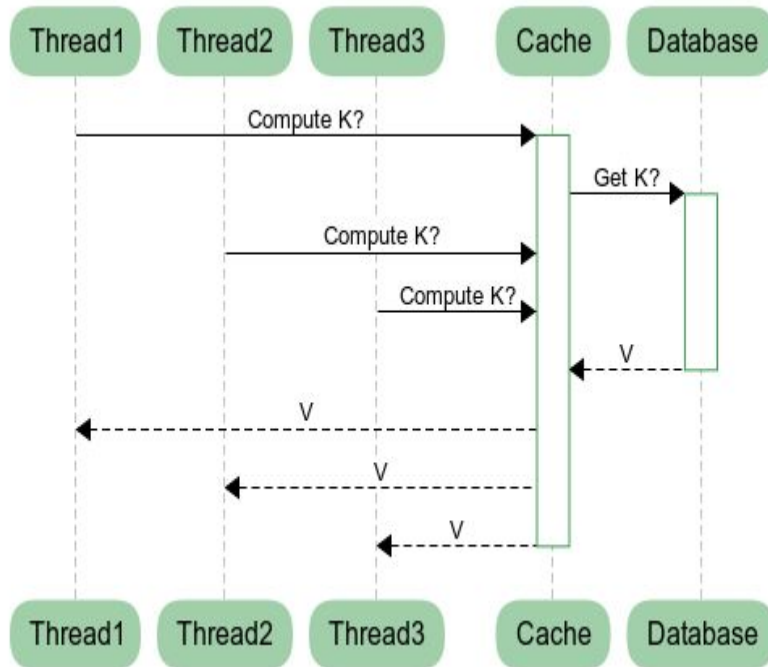 Thread1 Thread2 Thread3 Cache Database
Compute K?
Get K?
Compute K?
Compute K?
V
V
V
V
Thread1 Thread2 Thread3 Cache Database